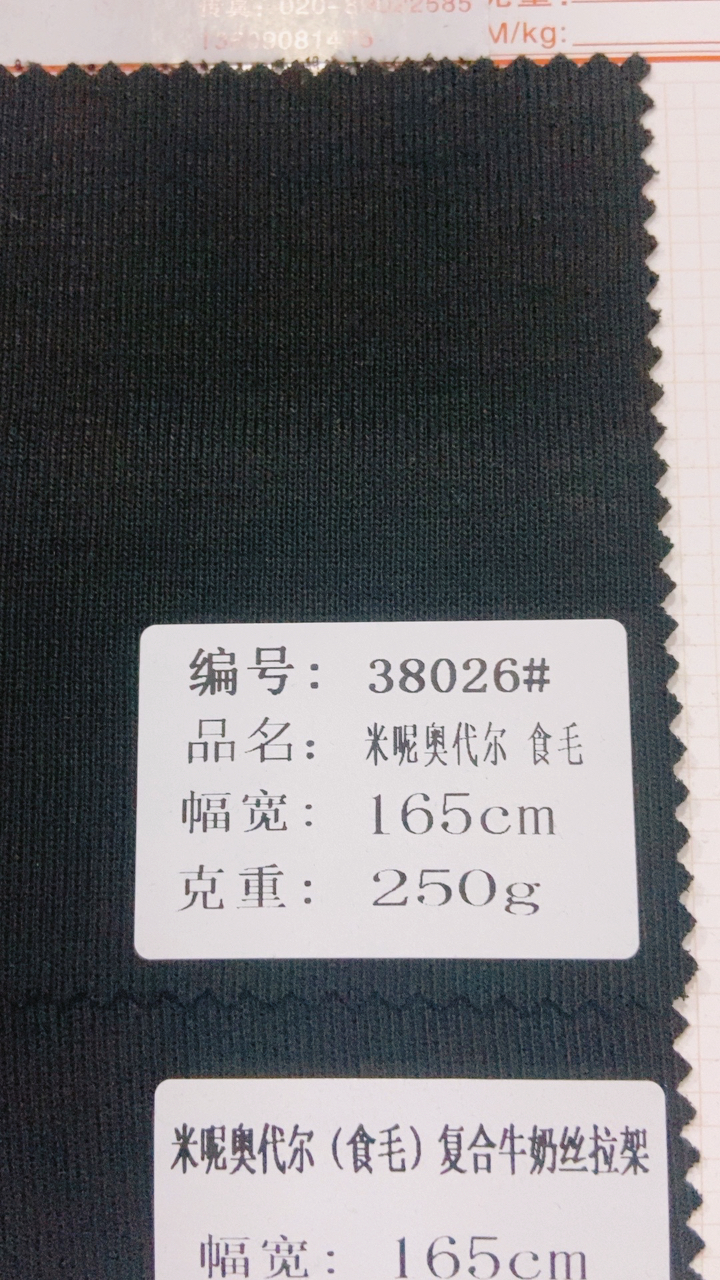 M/kg:
编号: 38026#
品名: 米呢奥代尔 食毛
幅宽: 165cm
克重: 250g
米呢奥代尔（食毛）复合牛奶丝拉架
幅宽: 165cm